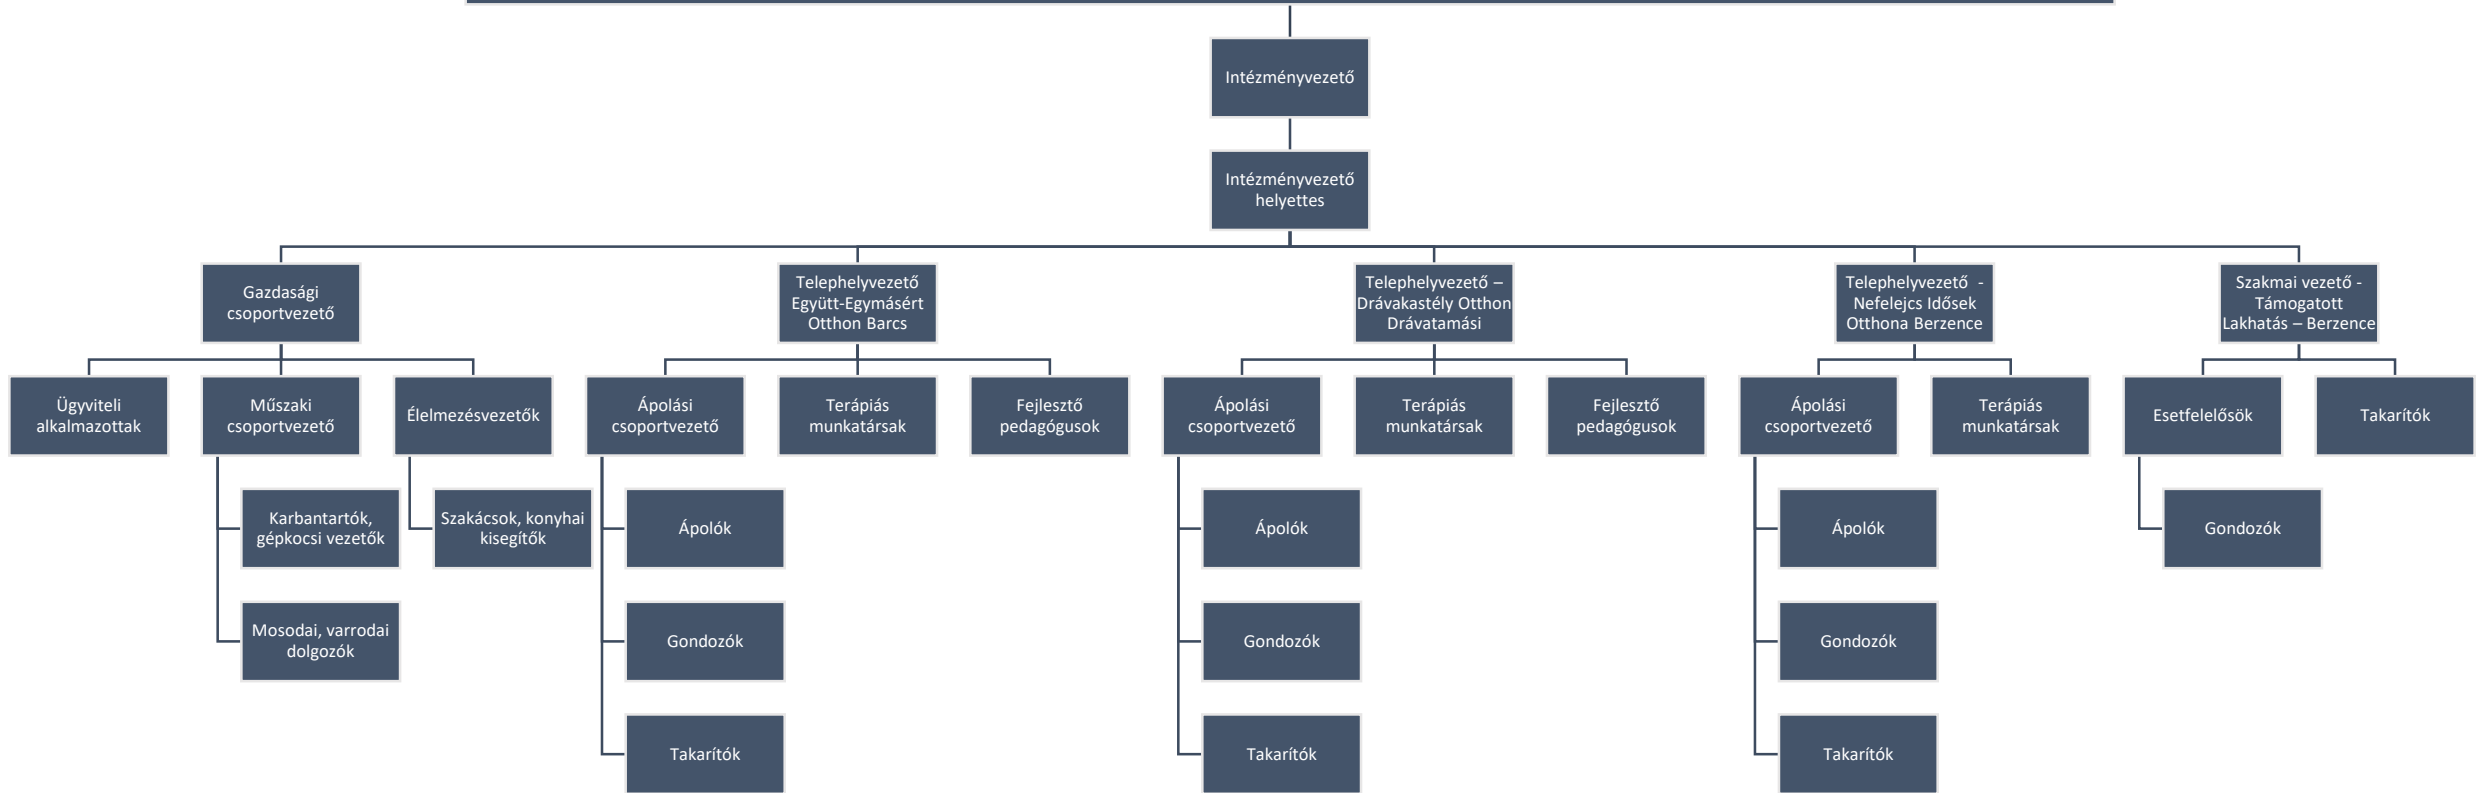 Intézményvezető
Intézményvezető
helyettes
Gazdasági
csoportvezető
Telephelyvezető
Együtt-Egymásért
Otthon Barcs
Telephelyvezető –
Drávakastély Otthon
Drávatamási
Telephelyvezető -
Nefelejcs Idősek
Otthona Berzence
Szakmai vezető -
Támogatott
Lakhatás – Berzence
Ügyviteli
alkalmazottak
Műszaki
csoportvezető
Élelmezésvezetők
Ápolási
csoportvezető
Terápiás
munkatársak
Fejlesztő
pedagógusok
Ápolási
csoportvezető
Terápiás
munkatársak
Fejlesztő
pedagógusok
Ápolási
csoportvezető
Terápiás
munkatársak
Esetfelelősök
Takarítók
Karbantartók,
gépkocsi vezetők
Szakácsok, konyhai
kisegítők
Ápolók
Ápolók
Ápolók
Gondozók
Mosodai, varrodai
dolgozók
Gondozók
Gondozók
Gondozók
Takarítók
Takarítók
Takarítók